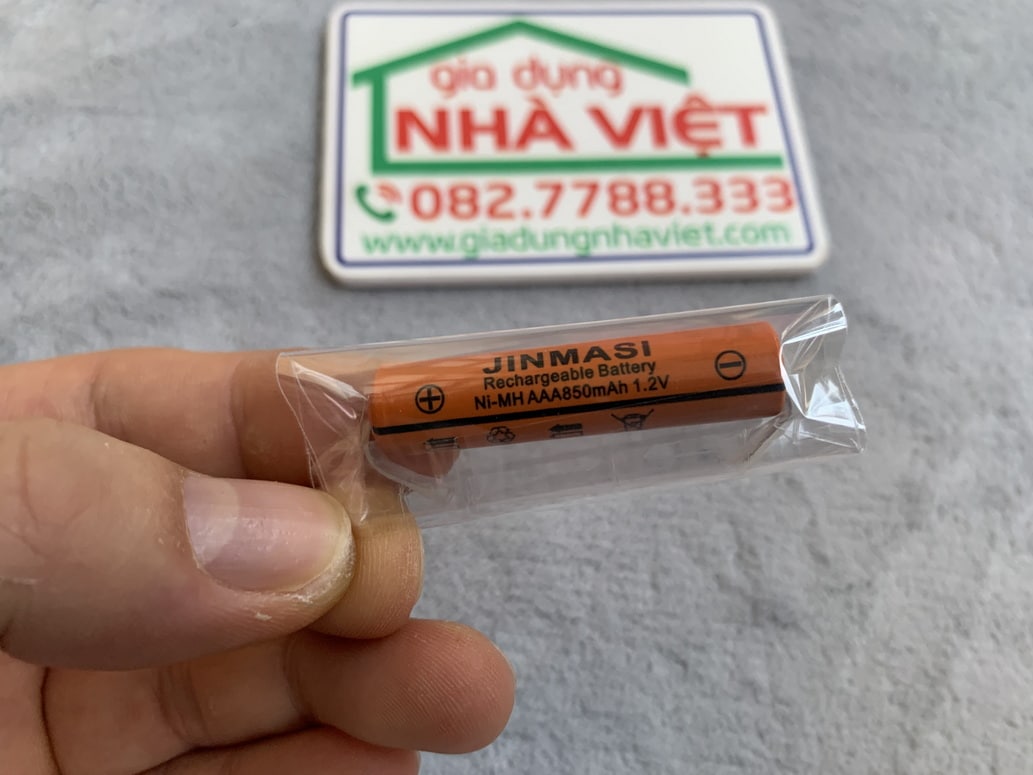 gia dụng
NHÀ VIỆT
082.7788.333
www.giadungnhaviet.com
JINMASI
Rechargeable Battery
Ni-MH AAA850mAh 1.2V